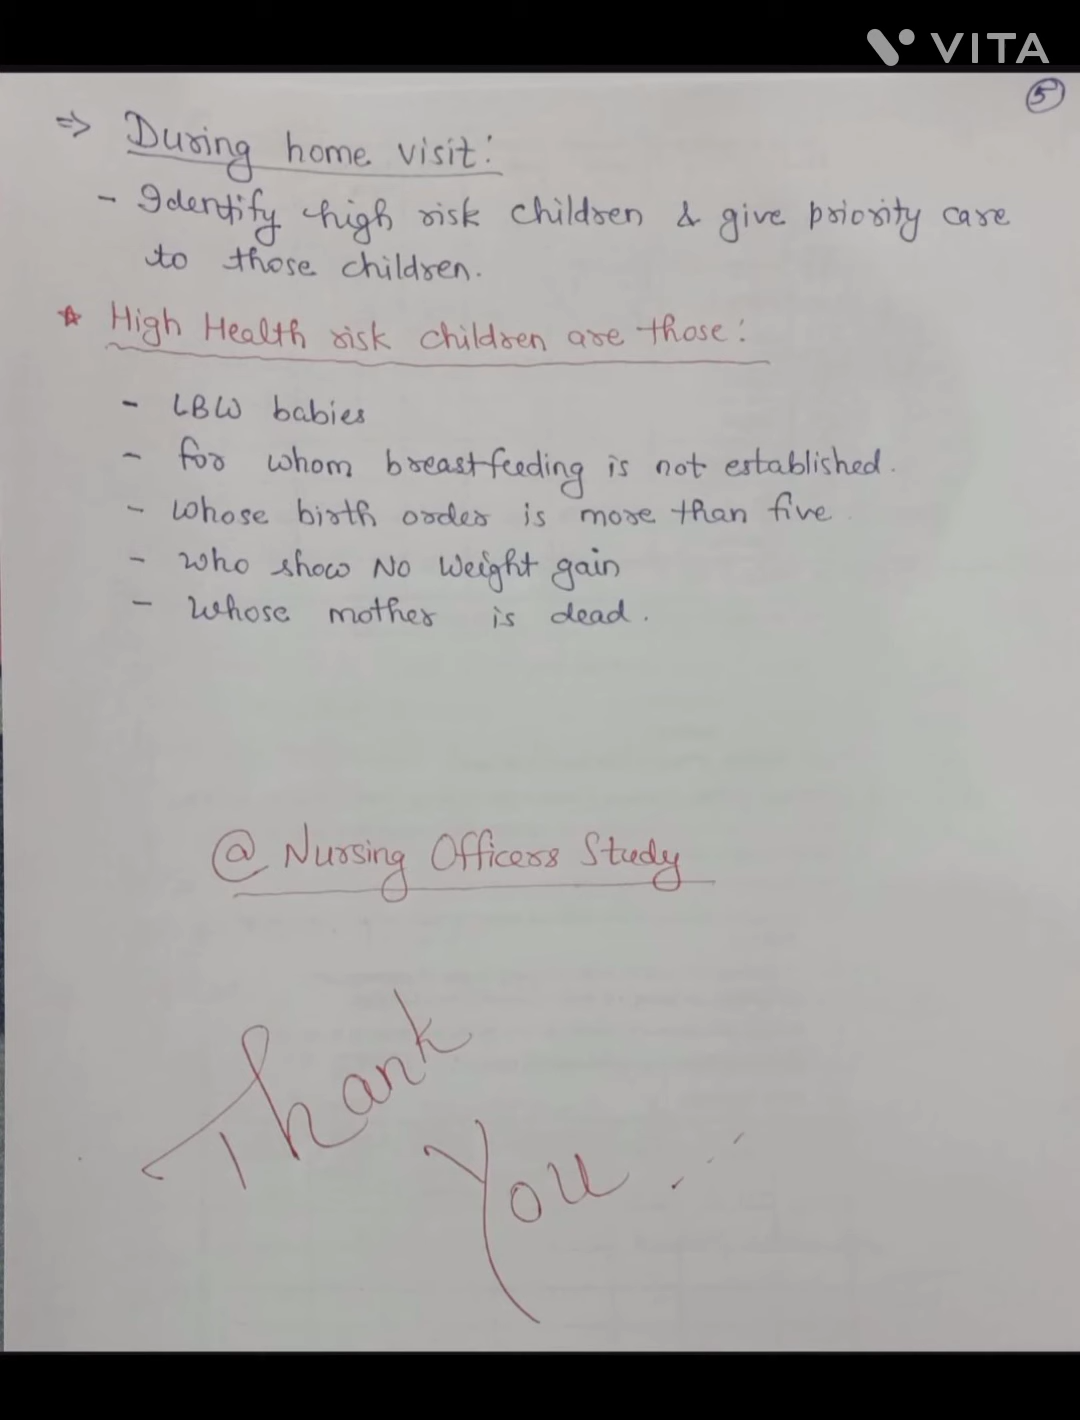 VITA
5
⇒ During home visit:
- Identify high risk children & give priority care
to those children.
☆ High Health risk children are those:
- LBW babies
- for whom breastfeeding is not established.
- whose birth order is more than five
- who show No Weight gain
- Whose mother is dead.
@ Nursing Officers Study
Thank
You.